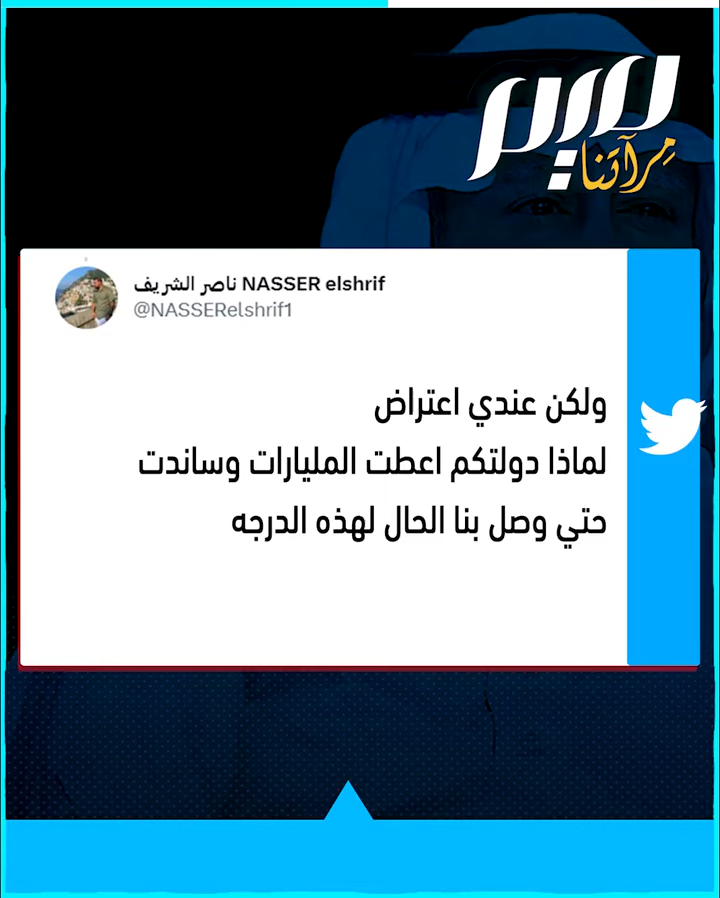 مرآتنا
ناصر الشريف NASSER elshrif
@NASSERelshrif1
ولكن عندي اعتراض
لماذا دولتكم اعطت المليارات وساندت
حتي وصل بنا الحال لهذه الدرجه